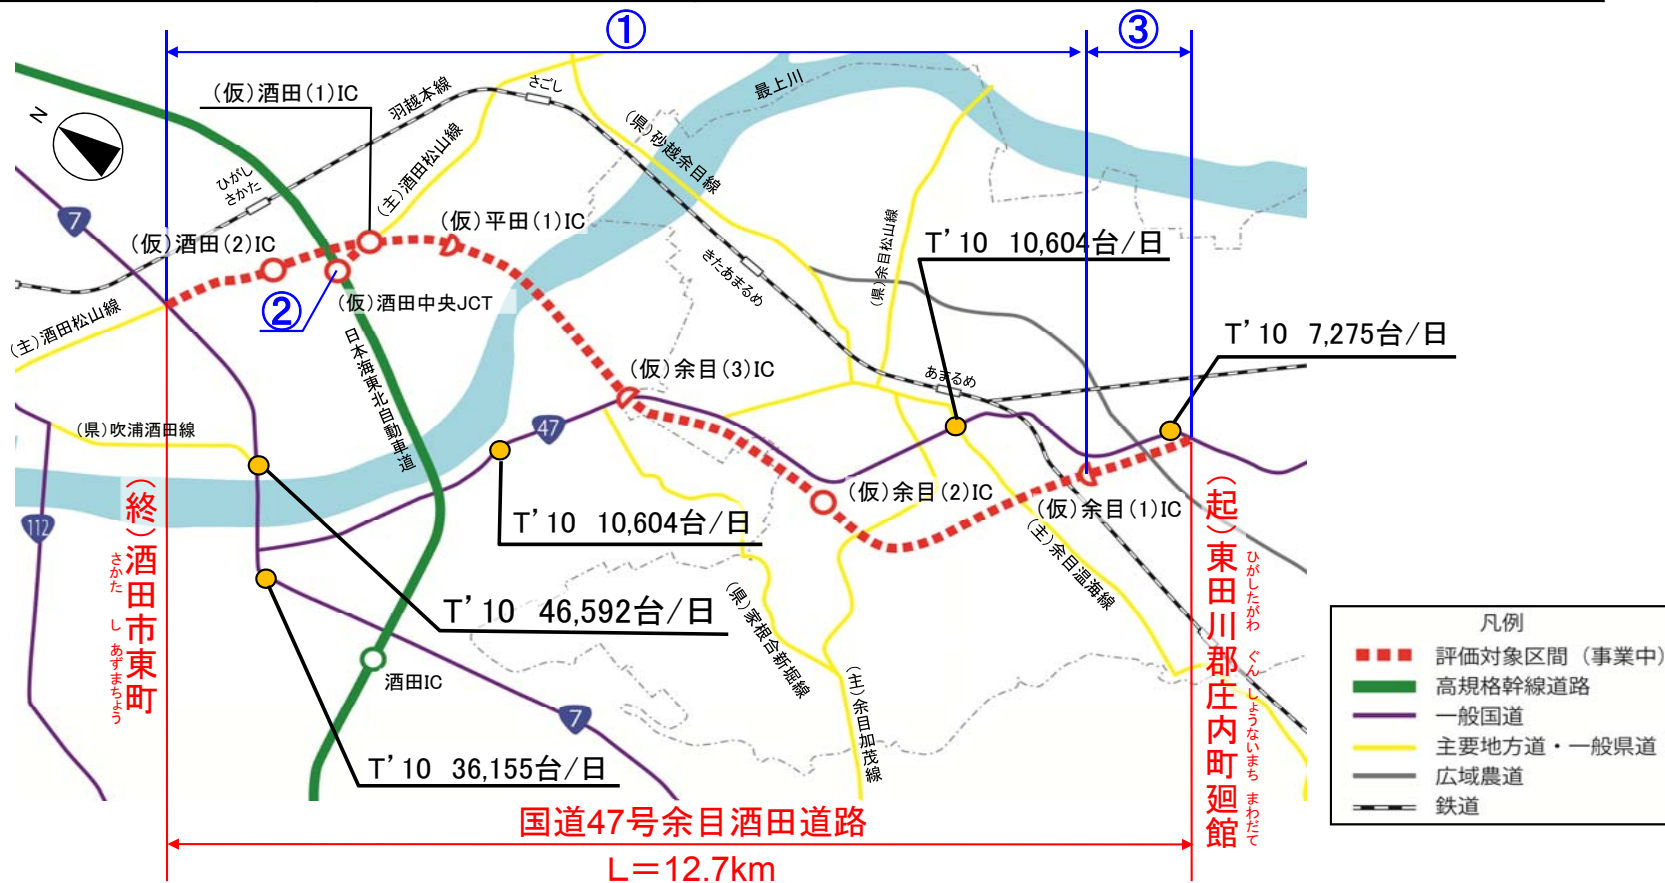 ①
③
(仮)酒田(1)IC
羽越本線
さごし
最上川
N
(主)酒田松山線
(県)砂越余目線
ひがし
さかた
7
(仮)酒田(2)IC
(仮)平田(1)IC
(県)余目松山線
T’10 10,604台/日
きたあまるめ
②
(仮)酒田中央JCT
(主)酒田松山線
日本海東北自動車道
T’10 7,275台/日
(仮)余目(3)IC
あまるめ
(県)吹浦酒田線
47
(終)酒田市東町
さかた し あずまちょう
112
(仮)余目(2)IC
(仮)余目(1)IC
T’10 10,604台/日
(主)余目温海線
(起)東田川郡庄内町廻館
ひがしたがわ ぐん しょうないまち まわだて
T’10 46,592台/日
(県)家根合新堀線
酒田IC
(主)余目加茂線
7
T’10 36,155台/日
国道47号余目酒田道路
L=12.7km
凡例
評価対象区間(事業中)
高規格幹線道路
一般国道
主要地方道・一般県道
広域農道
鉄道